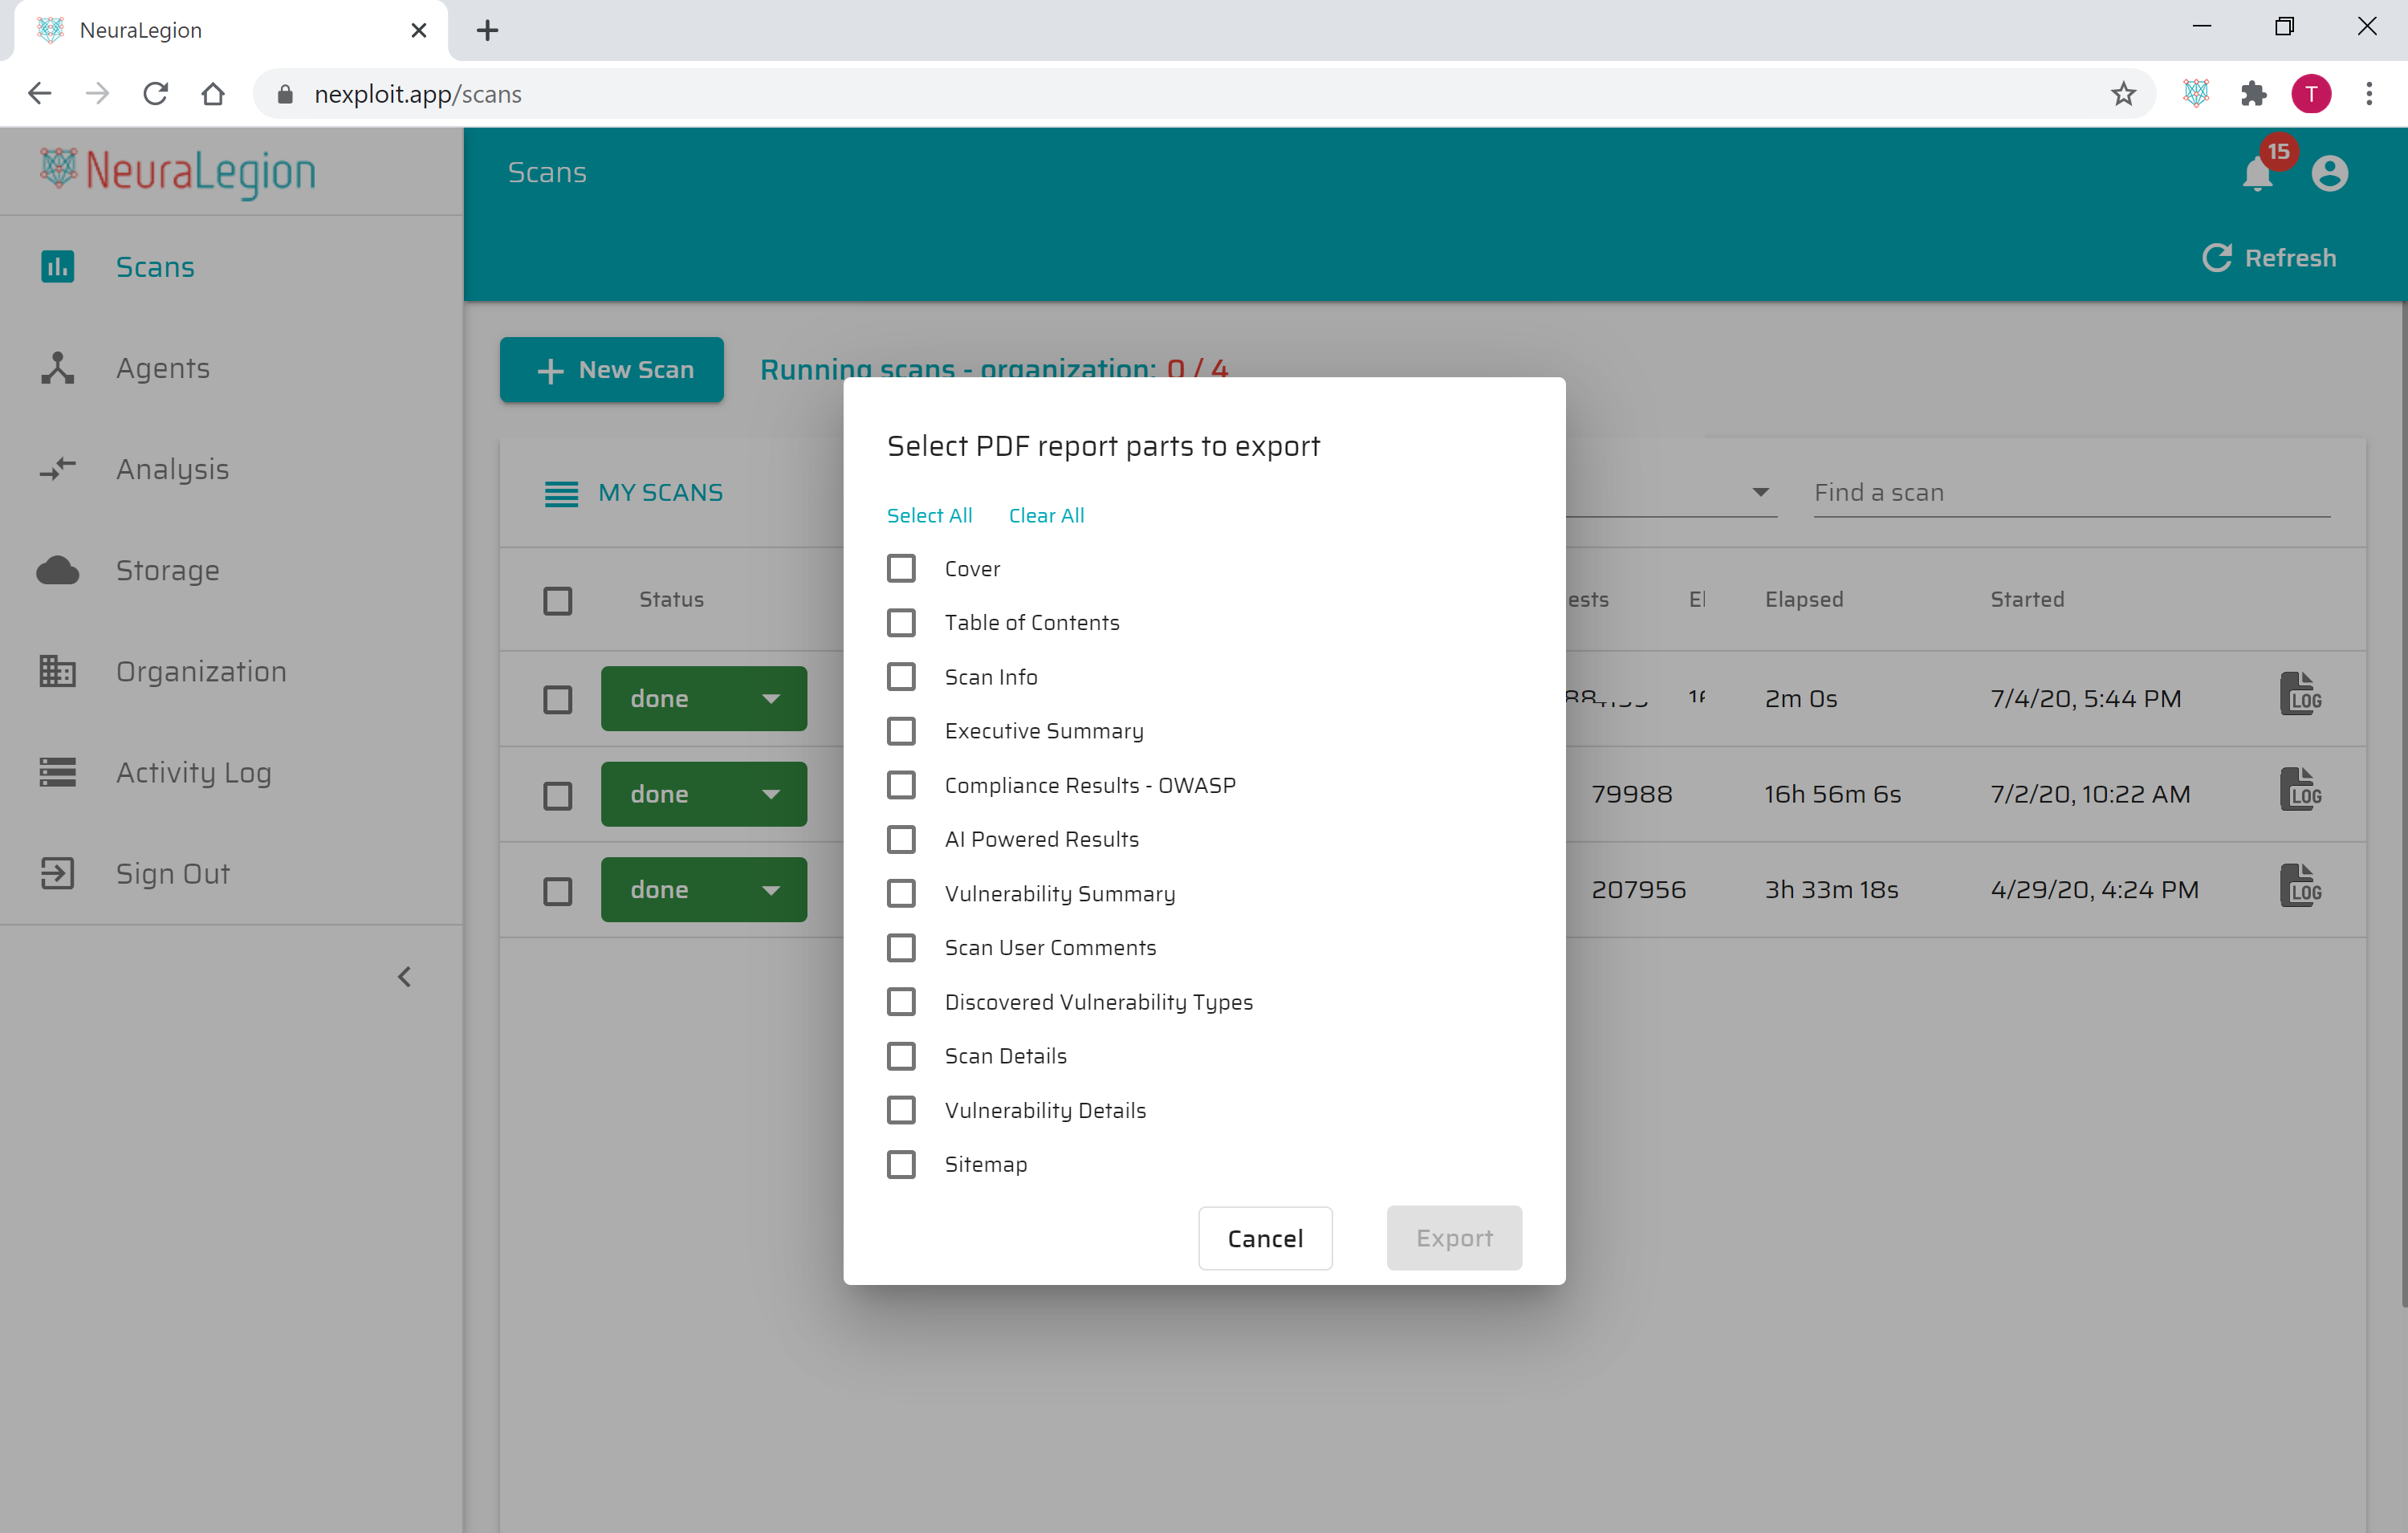 NeuraLegion
nexploit.app/scans
T
NeuraLegion
Scans
15
Refresh
Scans
Agents
Analysis
Storage
Organization
Activity Log
Sign Out
New Scan
Running scans - organization: 0 / 4
MY SCANS
Find a scan
Status
ests
El
Elapsed
Started
done
2m 0s
7/4/20, 5:44 PM
LOG
done
79988
16h 56m 6s
7/2/20, 10:22 AM
LOG
done
207956
3h 33m 18s
4/29/20, 4:24 PM
LOG
Select PDF report parts to export
Select All
Clear All
Cover
Table of Contents
Scan Info
Executive Summary
Compliance Results - OWASP
AI Powered Results
Vulnerability Summary
Scan User Comments
Discovered Vulnerability Types
Scan Details
Vulnerability Details
Sitemap
Cancel
Export